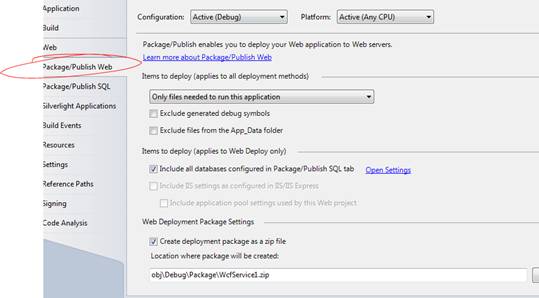 Application
Build
Web
Package/Publish Web
Package/Publish SQL
Silverlight Applications
Build Events
Resources
Settings
Reference Paths
Signing
Code Analysis
Configuration: Active (Debug) Platform: Active (Any CPU)
Package/Publish enables you to deploy your Web application to Web servers.
Learn more about Package/Publish Web
Items to deploy (applies to all deployment methods)
Only files needed to run this application
Exclude generated debug symbols
Exclude files from the App_Data folder
Items to deploy (applies to Web Deploy only)
Include all databases configured in Package/Publish SQL tab Open Settings
Include IIS settings as configured in IIS/IIS Express
Include application pool settings used by this Web project
Web Deployment Package Settings
Create deployment package as a zip file
Location where package will be created:
obj\Debug\Package\WcfService1.zip